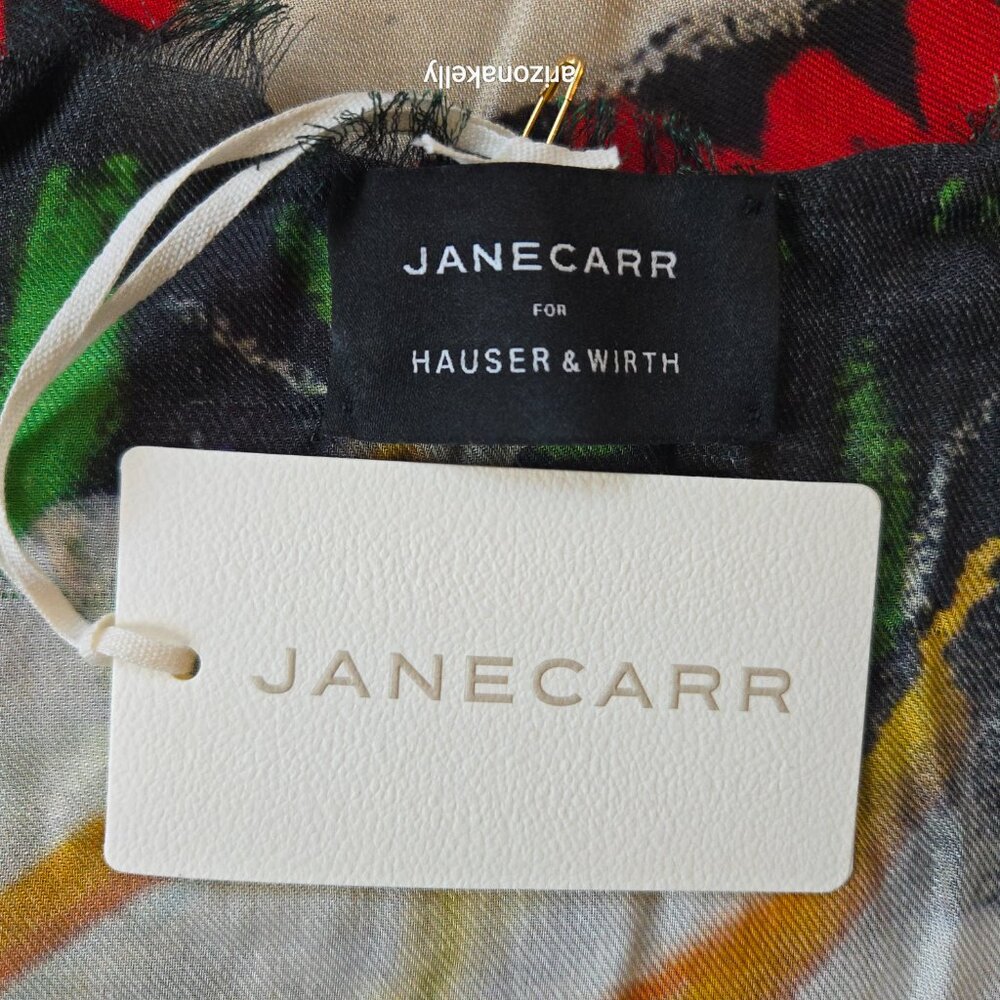 arizonakelly
JANECARR
FOR
HAUSER & WIRTH
JANECARR